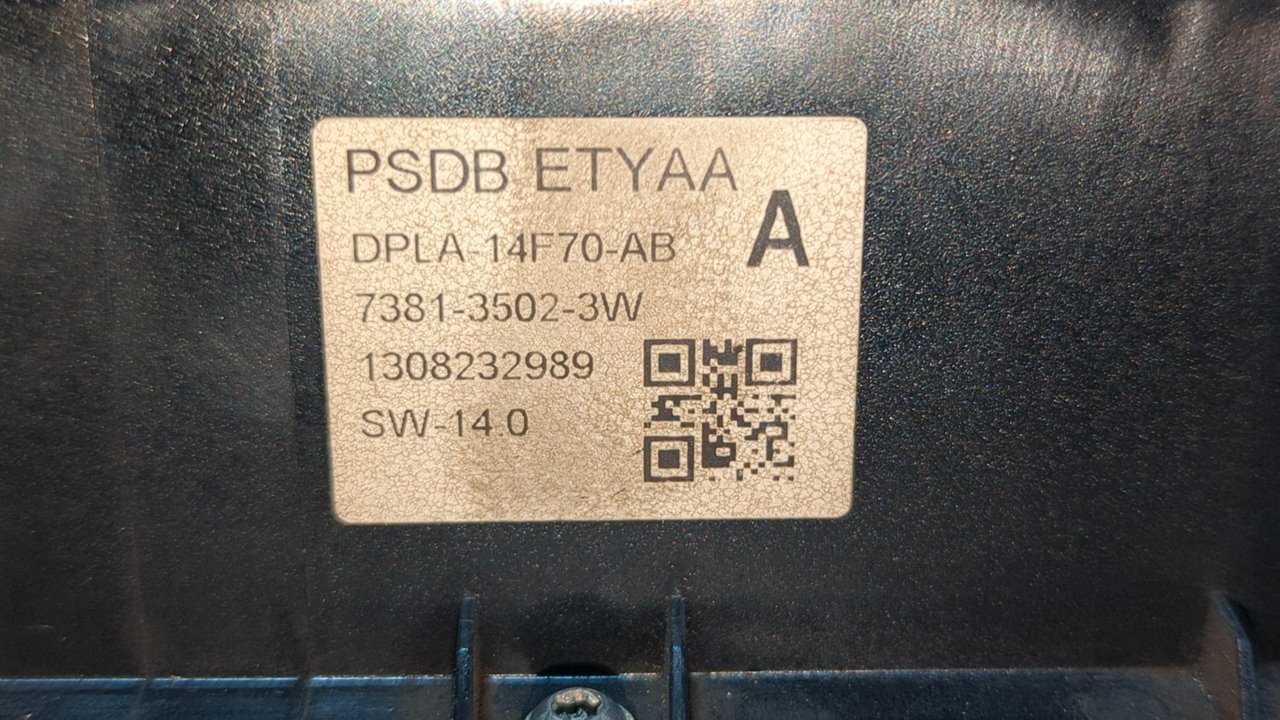 PSDB ETYAA
A
DPLA-14F70-AB
7381-3502-3W
1308232989
SW-14.0